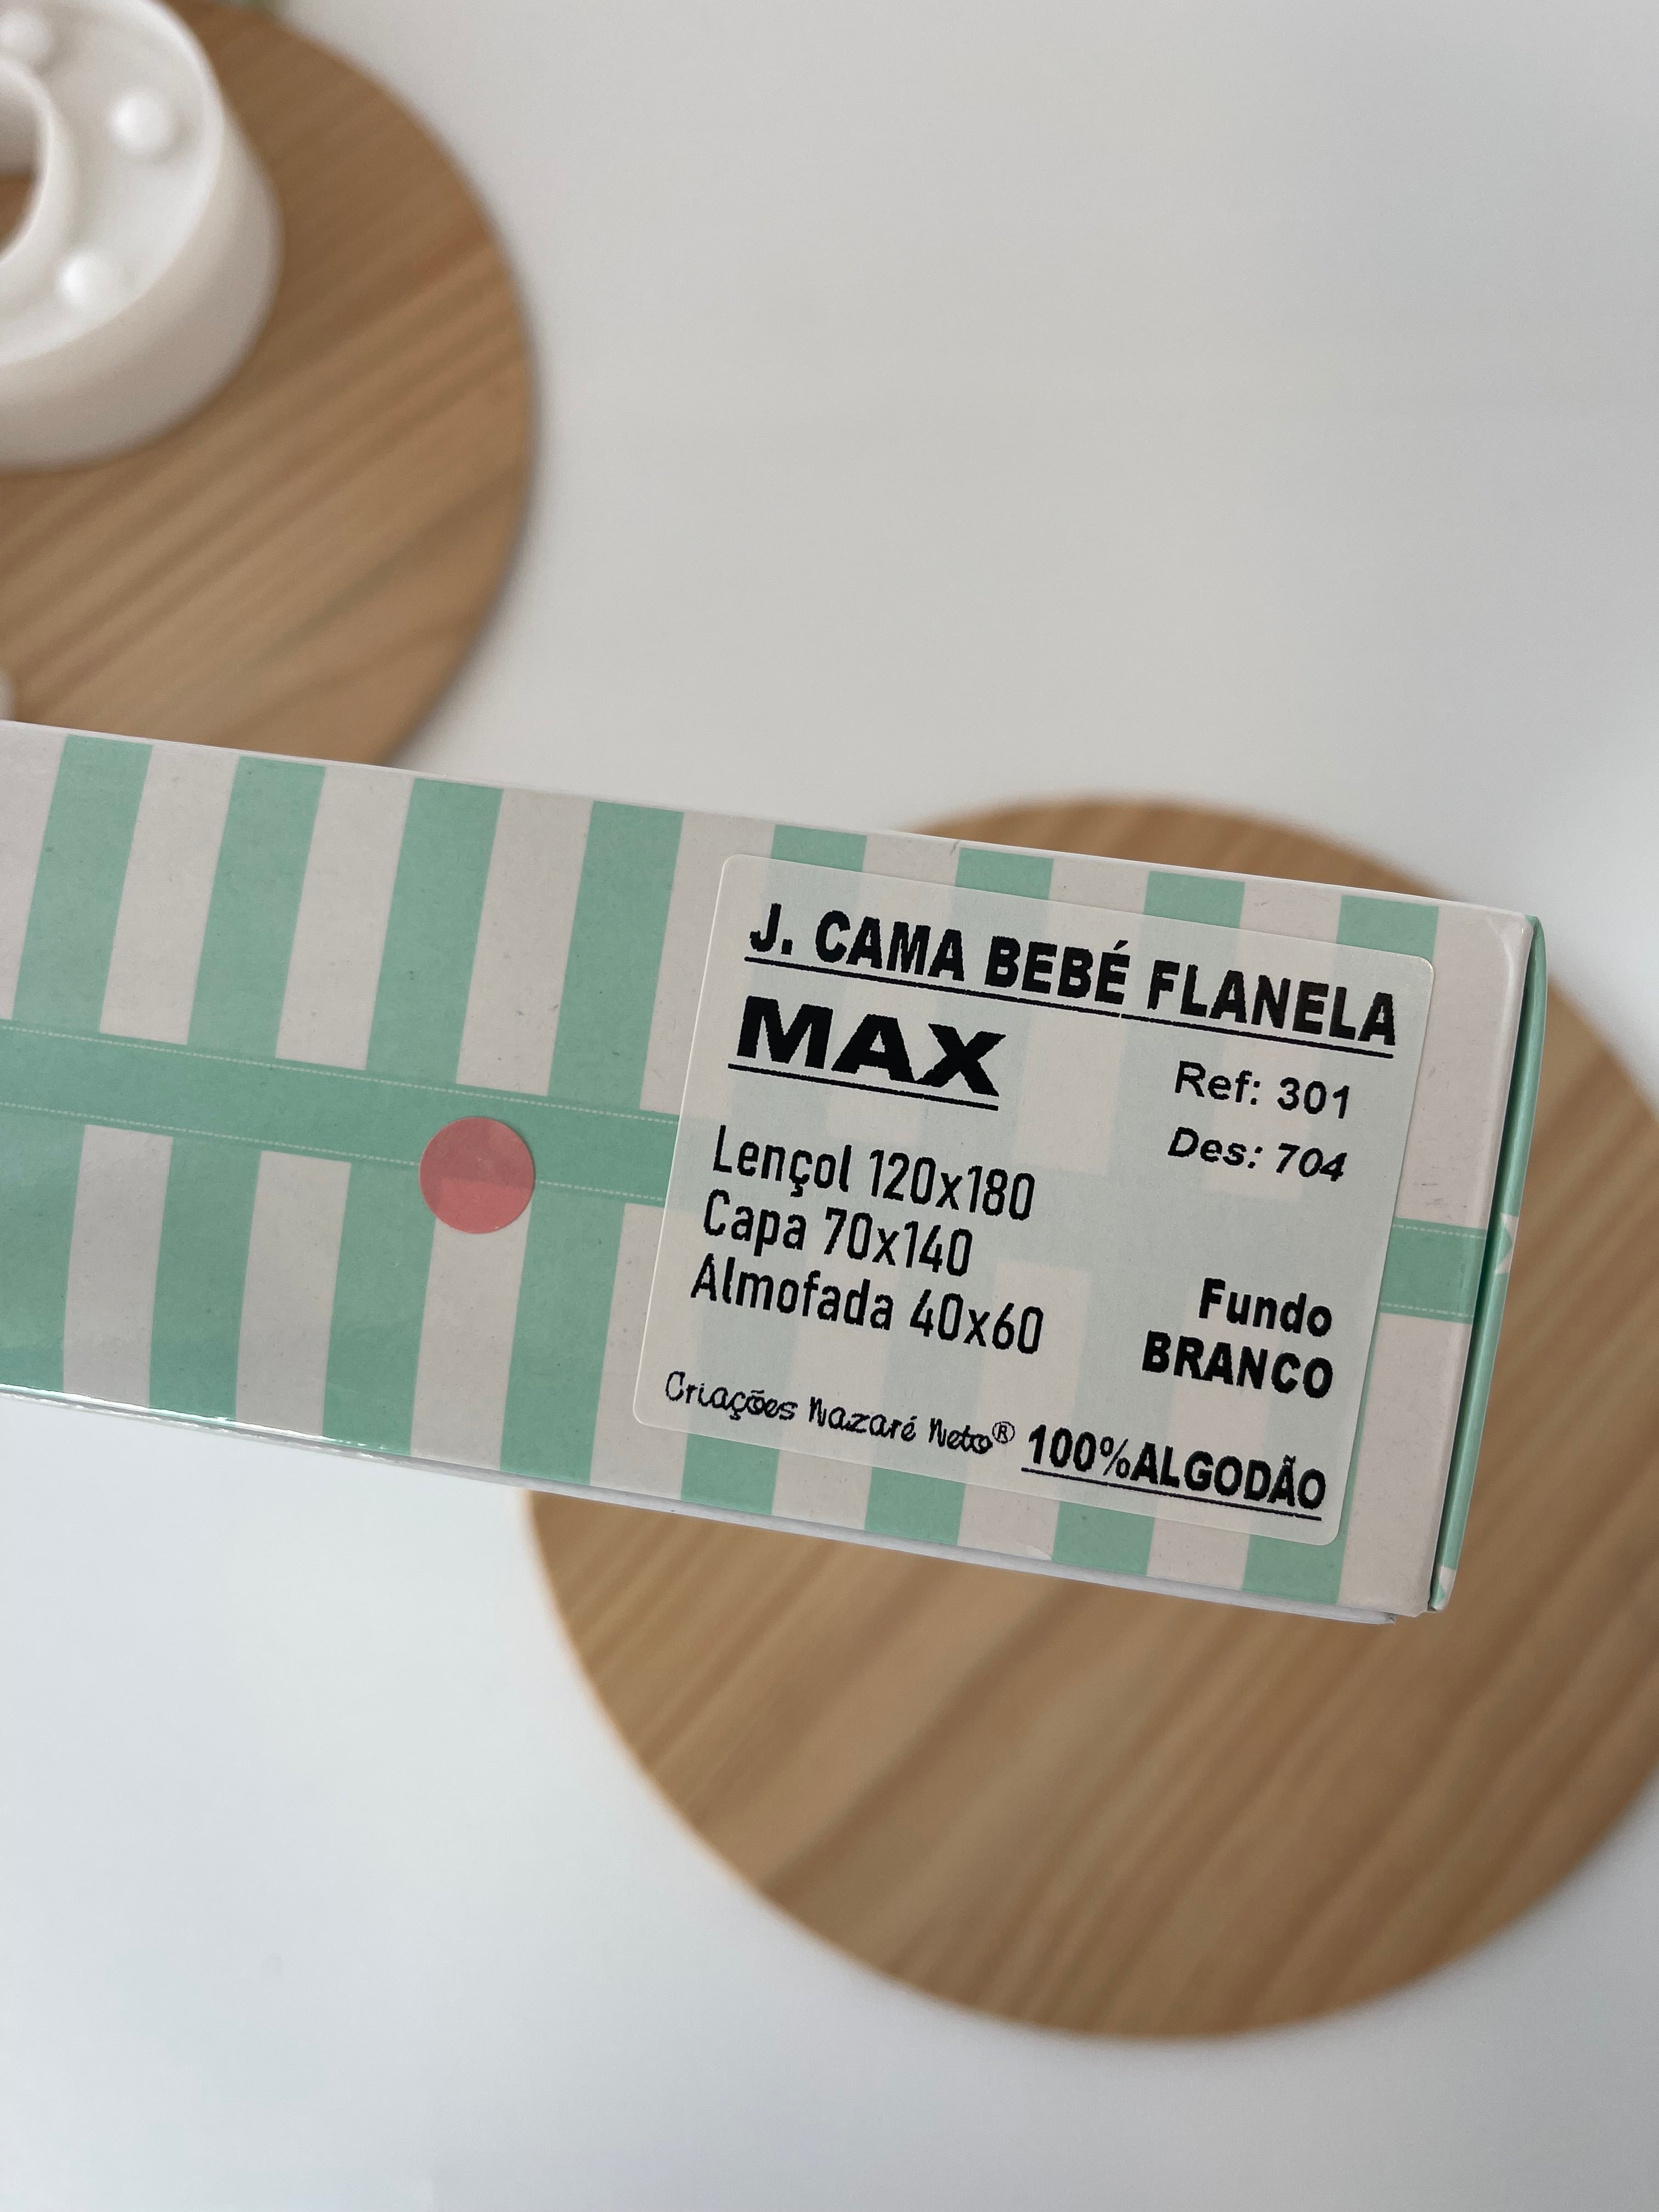 J. CAMA BEBÉ FLANELA
MAX
Ref: 301
Des: 704
Lençol 120x180
Capa 70x140
Almofada 40x60
Fundo
BRANCO
Criações Nazaré Neto®
100%ALGODÃO